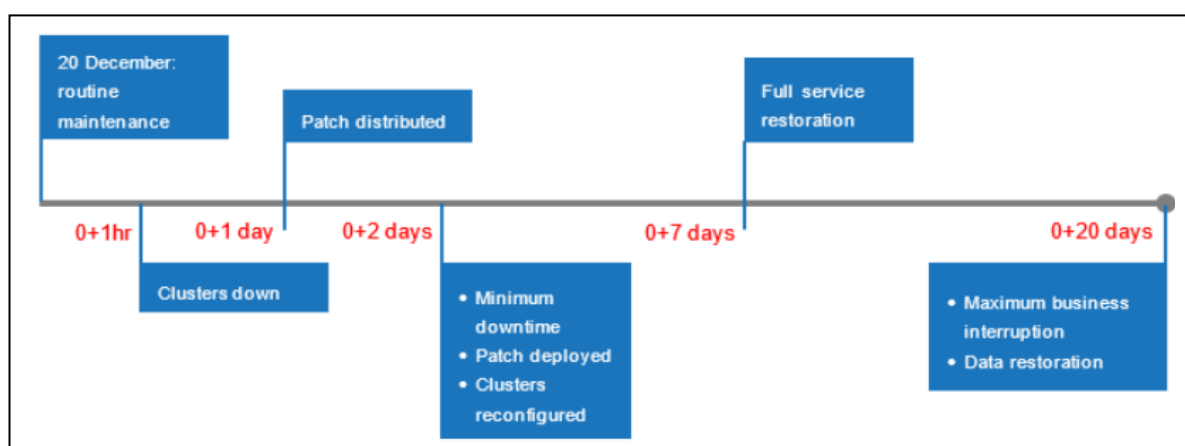 20 December:
routine
maintenance
Patch distributed
Full service
restoration
0+1hr
0+1 day
0+2 days
0+7 days
0+20 days
Clusters down
• Minimum
downtime
• Patch deployed
• Clusters
reconfigured
• Maximum business
interruption
• Data restoration